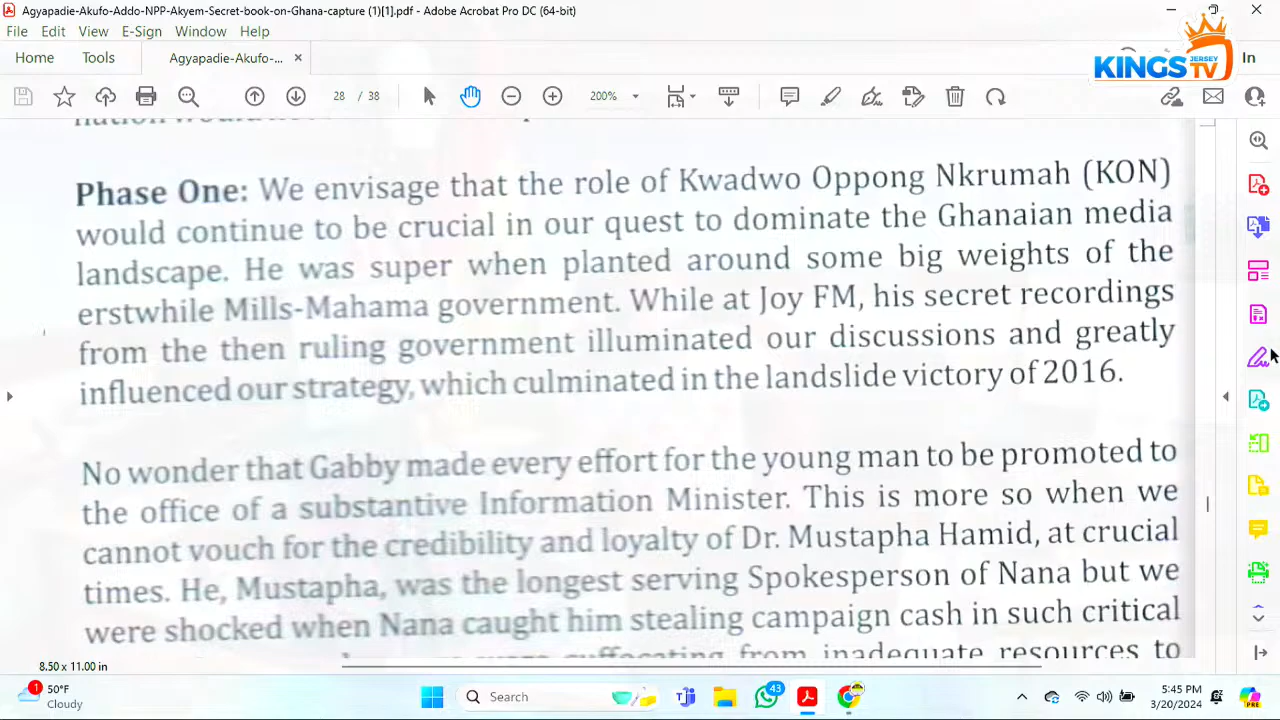 Agyapadie-Akufo-Addo-NPP-Akyem-Secret-book-on-Ghana-capture (1)[1].pdf - Adobe Acrobat Pro DC (64-bit)
File Edit View E-Sign Window Help
Home Tools Agyapadie-Akufo-... × In
KINGS JERSEY TV
28 / 38 200%
Phase One: We envisage that the role of Kwadwo Oppong Nkrumah (KON)
would continue to be crucial in our quest to dominate the Ghanaian media
landscape. He was super when planted around some big weights of the
erstwhile Mills-Mahama government. While at Joy FM, his secret recordings
from the then ruling government illuminated our discussions and greatly
influenced our strategy, which culminated in the landslide victory of 2016.
No wonder that Gabby made every effort for the young man to be promoted to
the office of a substantive Information Minister. This is more so when we
cannot vouch for the credibility and loyalty of Dr. Mustapha Hamid, at crucial
times. He, Mustapha, was the longest serving Spokesperson of Nana but we
were shocked when Nana caught him stealing campaign cash in such critical
suffocating from inadequate resources to
8.50 x 11.00 in
1 50°F
Cloudy
Search
43
5:45 PM
3/20/2024
PRE